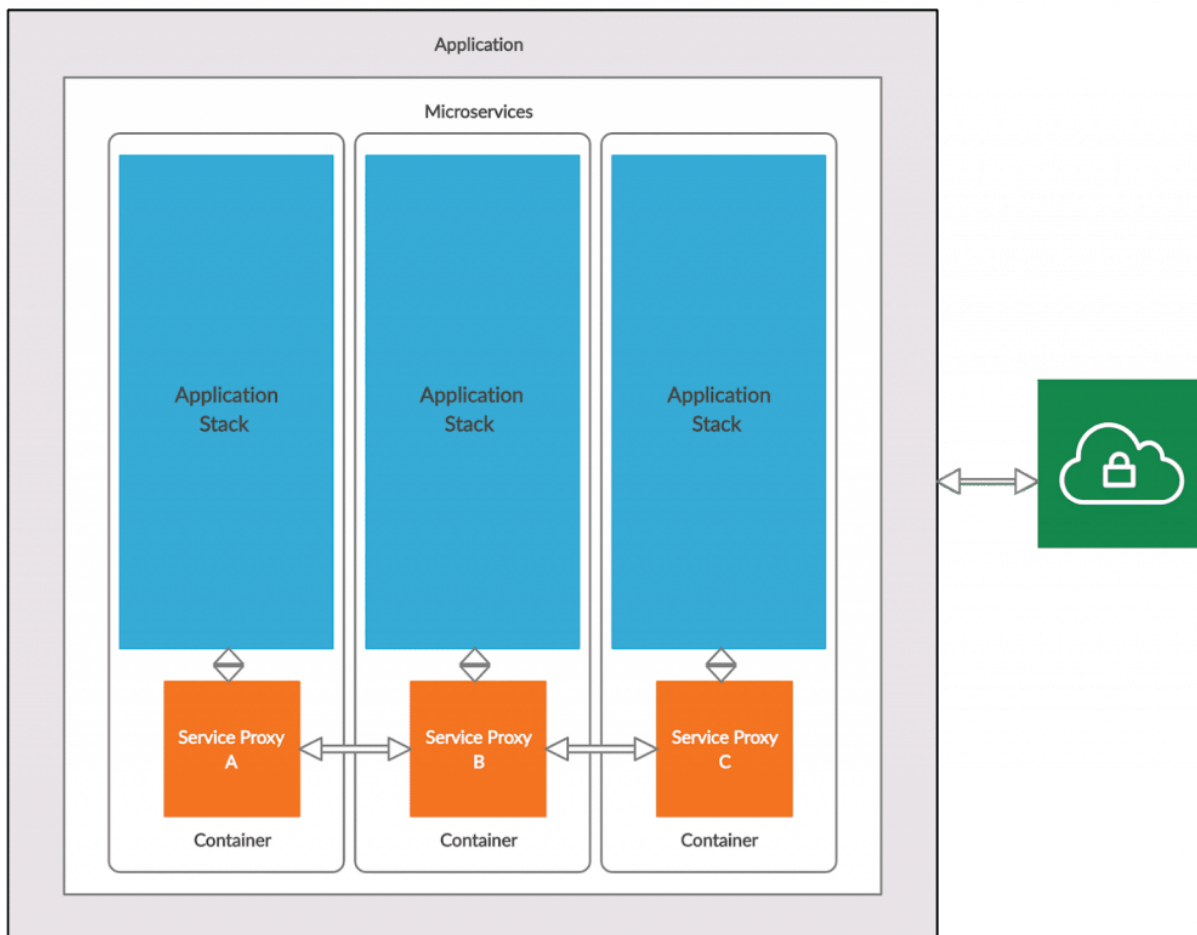 Application
Microservices
Application
Stack
Application
Stack
Application
Stack
Service Proxy
A
Service Proxy
B
Service Proxy
C
Container
Container
Container